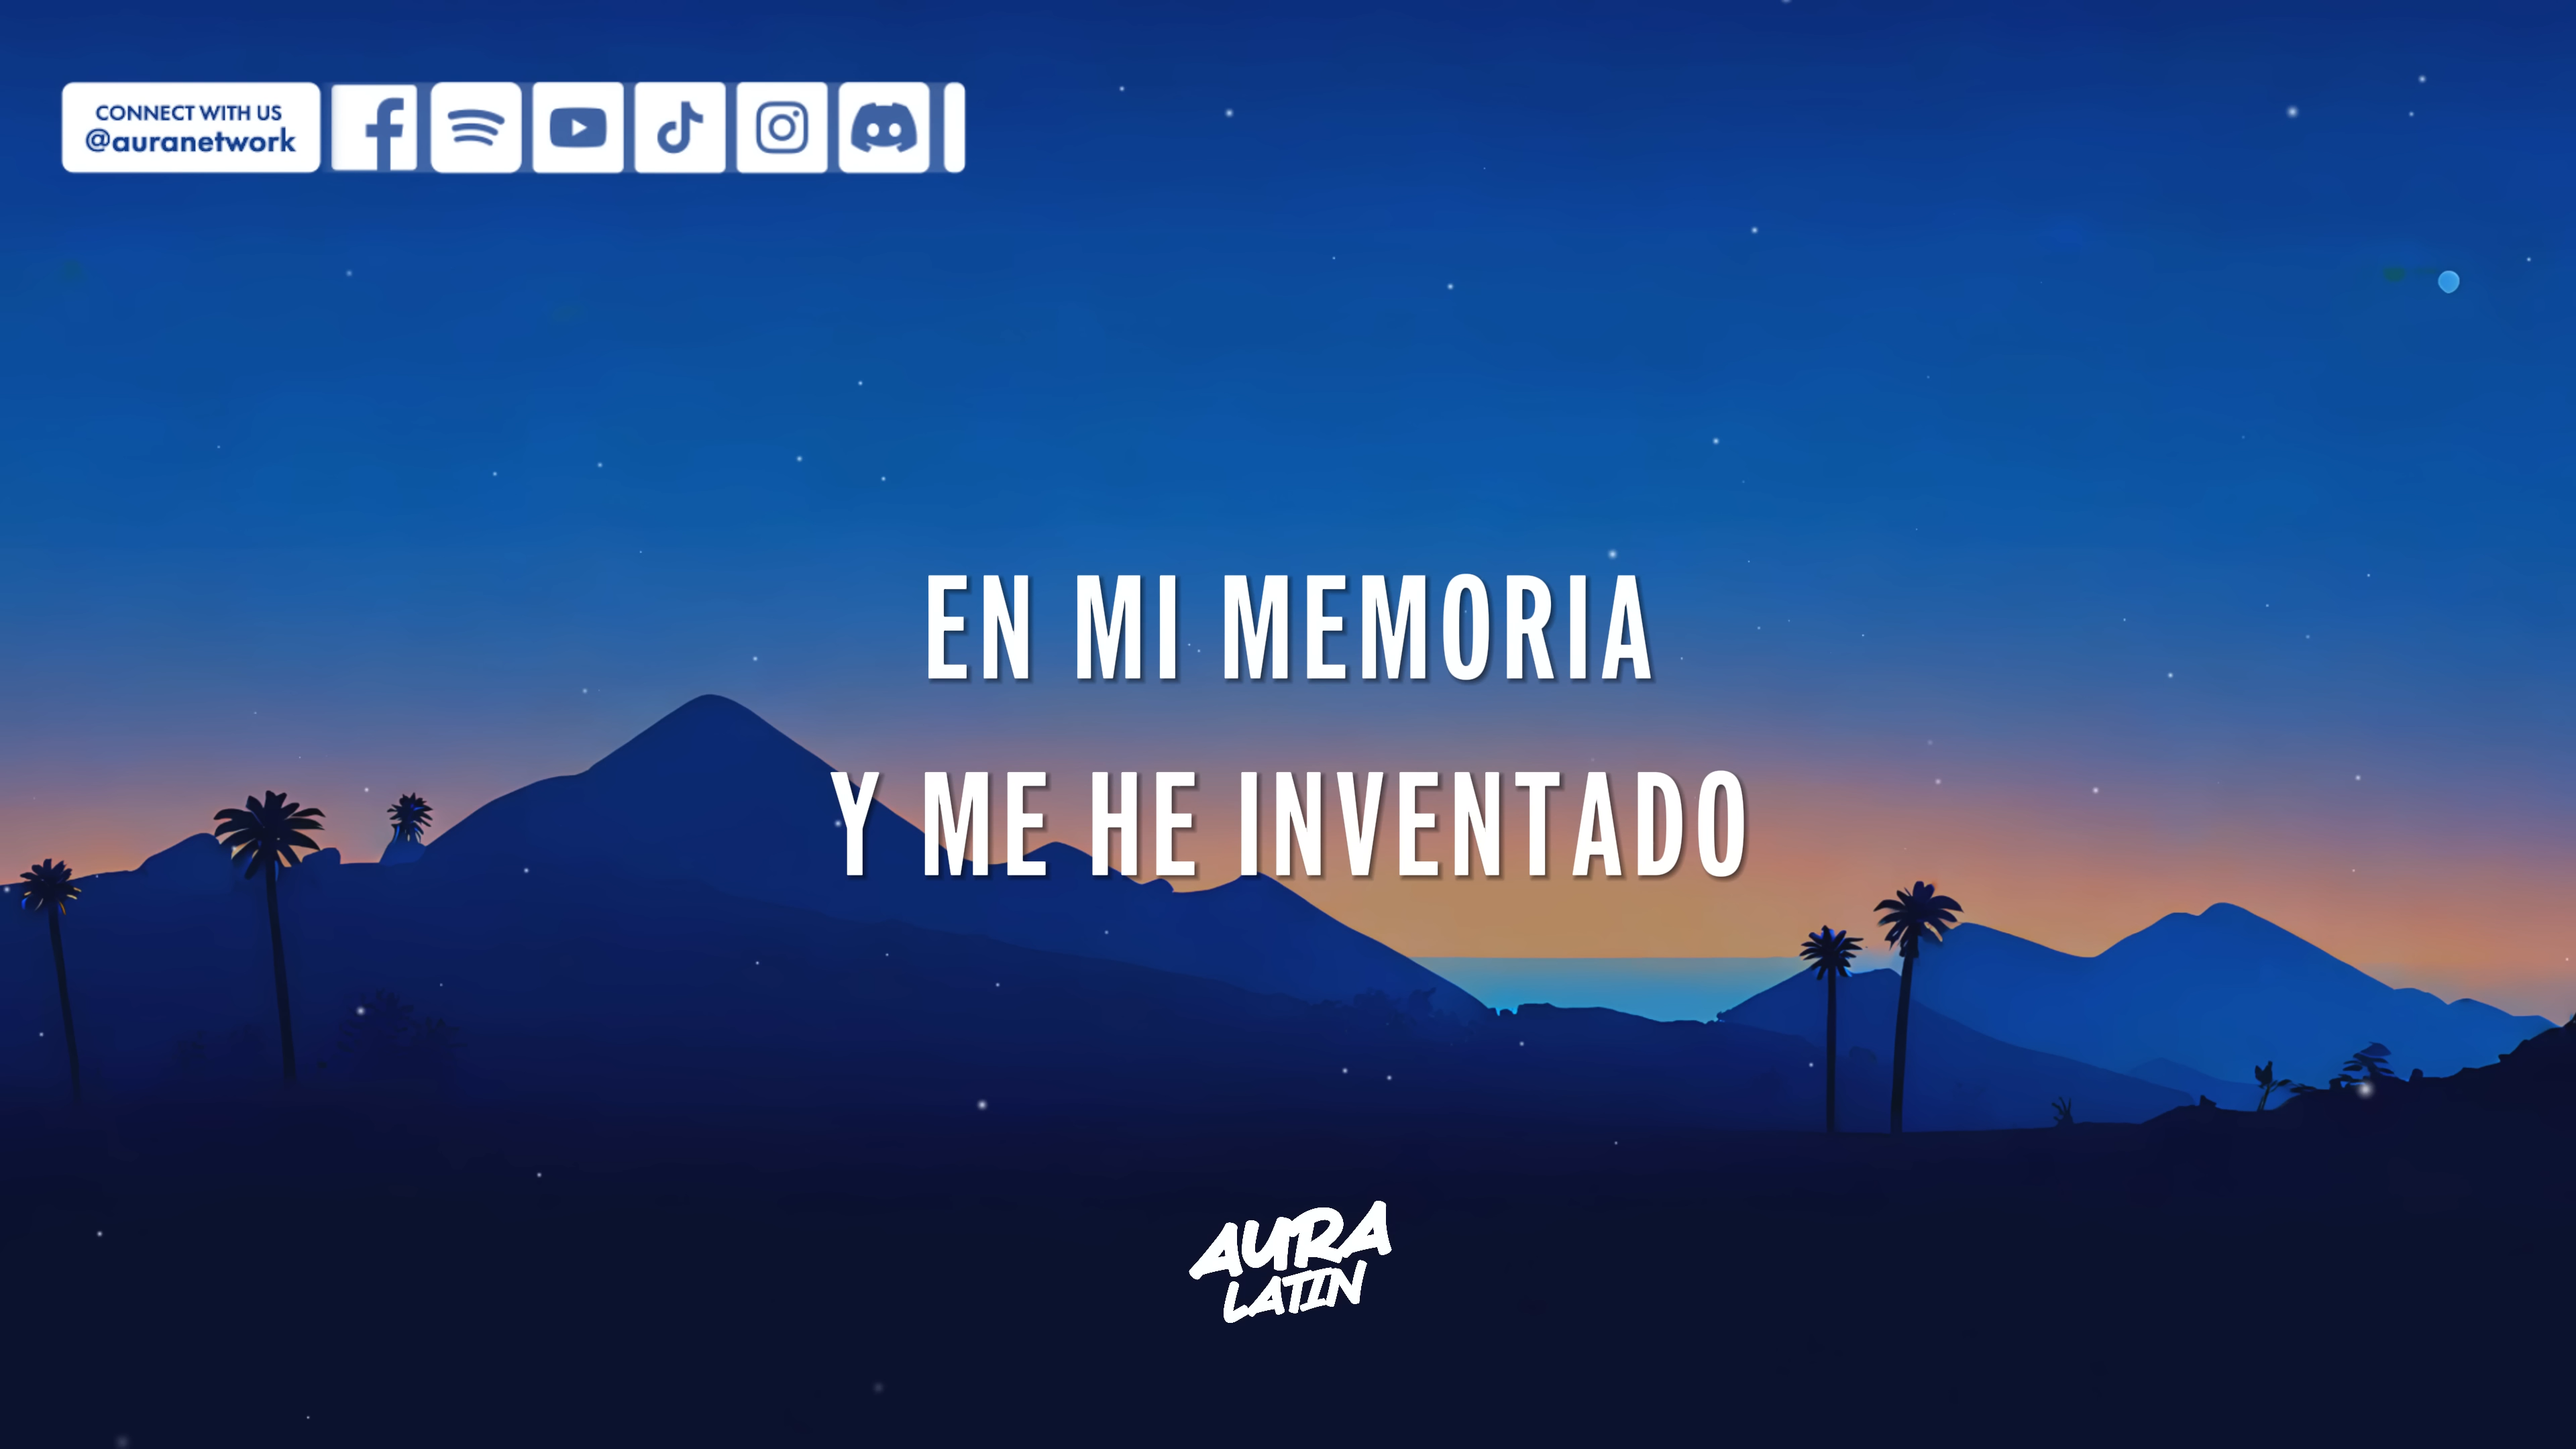 CONNECT WITH US
@auranetwork
EN MI MEMORIA
Y ME HE INVENTADO
AURA
LATIN